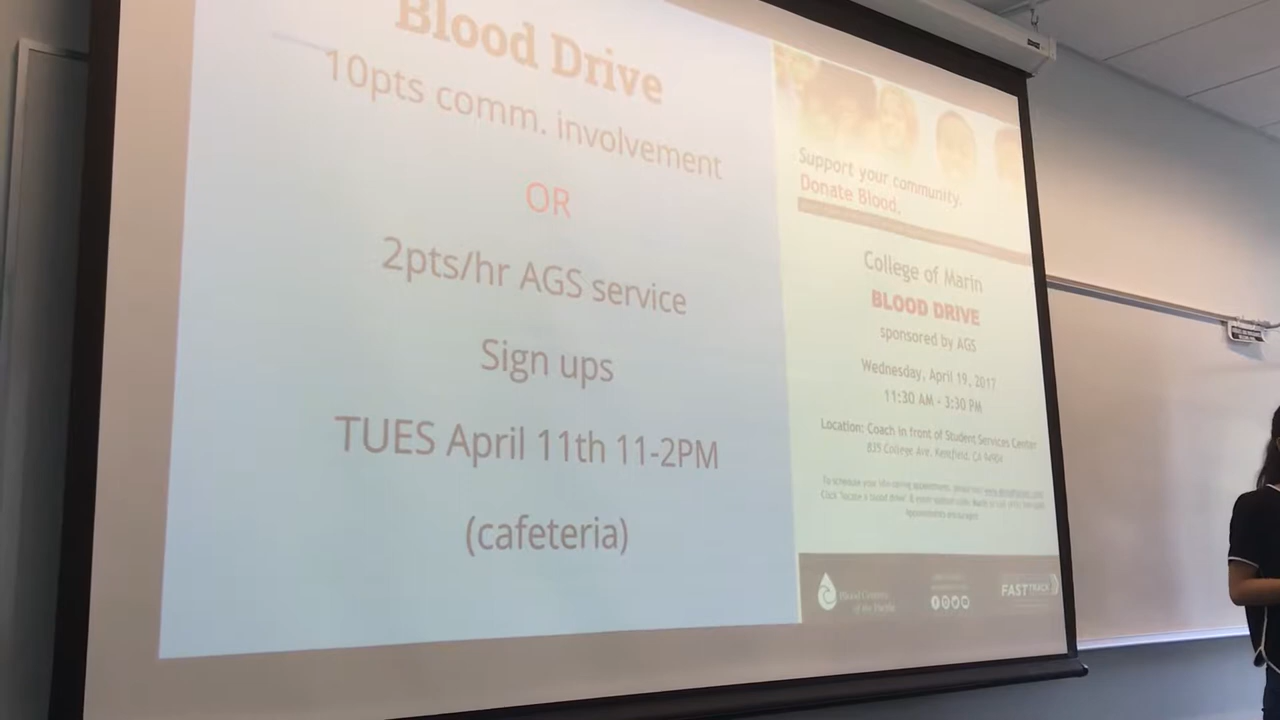 Blood Drive
10pts comm. involvement
OR
2pts/hr AGS service
Sign ups
TUES April 11th 11-2PM
(cafeteria)
Support your community.
Donate Blood.
College of Marin
BLOOD DRIVE
sponsored by AGS
Wednesday, April 19, 2017
11:30 AM - 3:30 PM
Location: Coach in front of Student Services Center
835 College Ave. Kentfield, CA 94904
Blood Centers
of the Pacific
FASTTRACK